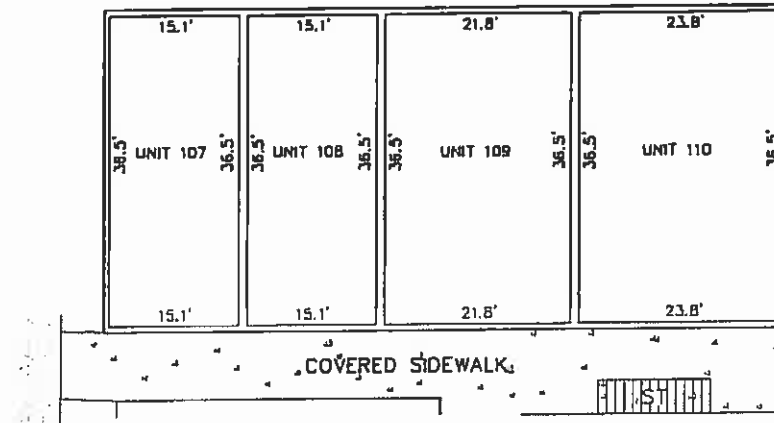 15.1' 15.1' 21.8' 23.8'
36.5' UNIT 107 36.5' 36.5' UNIT 108 36.5' 36.5' UNIT 109 36.5' 36.5' UNIT 110 36.5'
15.1' 15.1' 21.8' 23.8'
COVERED SIDEWALK
ST